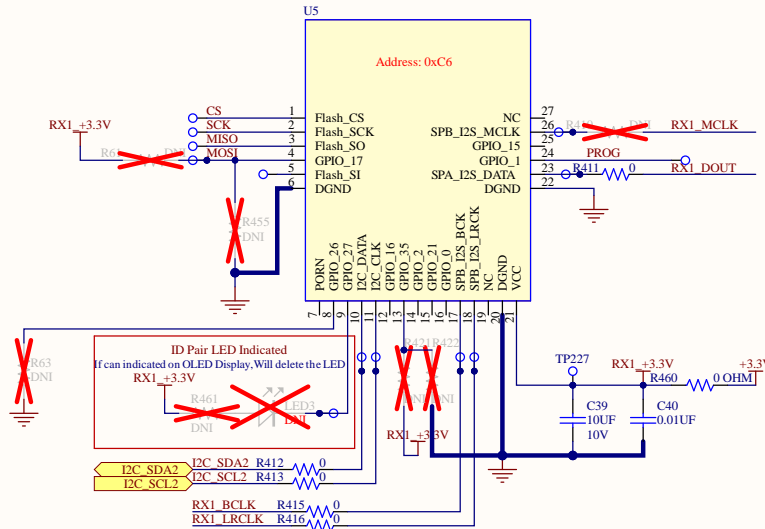 U5
Address: 0xC6
CS
SCK
MISO
MOSI
1
2
3
4
5
6
Flash_CS
Flash_SCK
Flash_SO
GPIO_17
Flash_SI
DGND
NC
SPB_I2S_MCLK
GPIO_15
GPIO_1
SPA_I2S_DATA
DGND
27
26
25
24
23
22
PROG
RX1_MCLK
RX1_DOUT
R411
0
RX1_+3.3V
DNI
R455
DNI
PORN
GPIO_26
GPIO_27
I2C_DATA
I2C_CLK
GPIO_16
GPIO_35
GPIO_2
GPIO_21
GPIO_0
SPB_I2S_BCK
SPB_I2S_LRCK
NC
DGND
VCC
7
8
9
10
11
12
13
14
15
16
17
18
19
20
21
R63
DNI
ID Pair LED Indicated
If can indicated on OLED Display,Will delete the LED
RX1_+3.3V
R461
DNI
LED3
DNI
R421
R422
DNI
DNI
RX1_+3.3V
TP227
RX1_+3.3V
R460
0 OHM
+3.3V
C39
10UF
10V
C40
0.01UF
I2C_SDA2
I2C_SDA2 R412 0
I2C_SCL2
I2C_SCL2 R413 0
RX1_BCLK R415 0
RX1_LRCLK R416 0